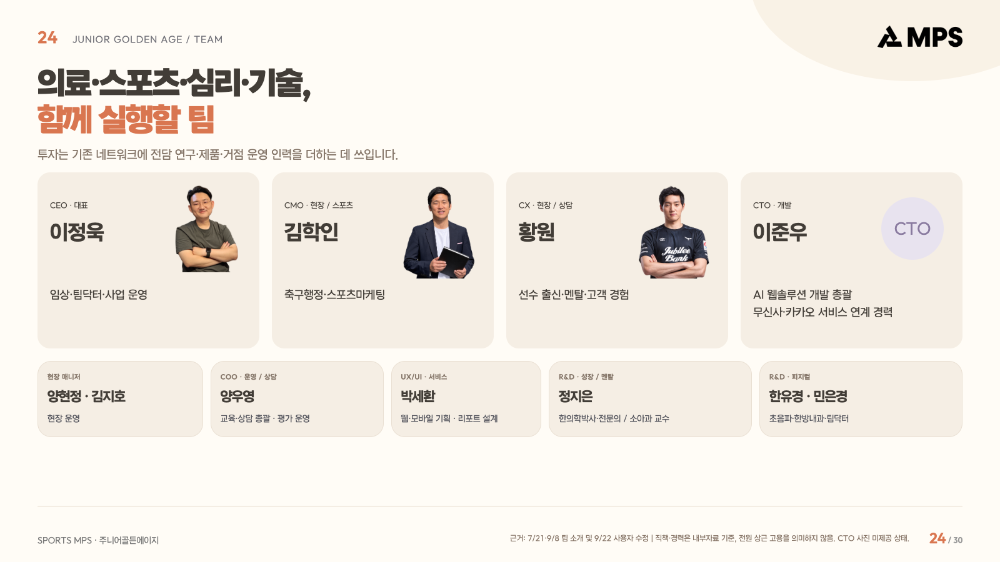 24 JUNIOR GOLDEN AGE / TEAM
MPS
의료·스포츠·심리·기술,
함께 실행할 팀
투자는 기존 네트워크에 전담 연구·제품·거점 운영 인력을 더하는 데 쓰입니다.
CEO · 대표
이정욱
임상·팀닥터·사업 운영
CMO · 현장 / 스포츠
김학인
축구행정·스포츠마케팅
CX · 현장 / 상담
황원
Jubilee
Bank
선수 출신·멘탈·고객 경험
CTO · 개발
이준우
CTO
AI 웹솔루션 개발 총괄
무신사·카카오 서비스 연계 경력
현장 매니저
양현정 · 김지호
현장 운영
COO · 운영 / 상담
양우영
교육·상담 총괄 · 평가 운영
UX/UI · 서비스
박세환
웹·모바일 기획 · 리포트 설계
R&D · 성장 / 멘탈
정지은
한의학박사·전문의 / 소아과 교수
R&D · 피지컬
한유경 · 민은경
초음파·한방내과·팀닥터
SPORTS MPS · 주니어골든에이지
근거: 7/21·9/8 팀 소개 및 9/22 사용자 수정 | 직책·경력은 내부자료 기준, 전원 상근 고용을 의미하지 않음. CTO 사진 미제공 상태.
24 / 30